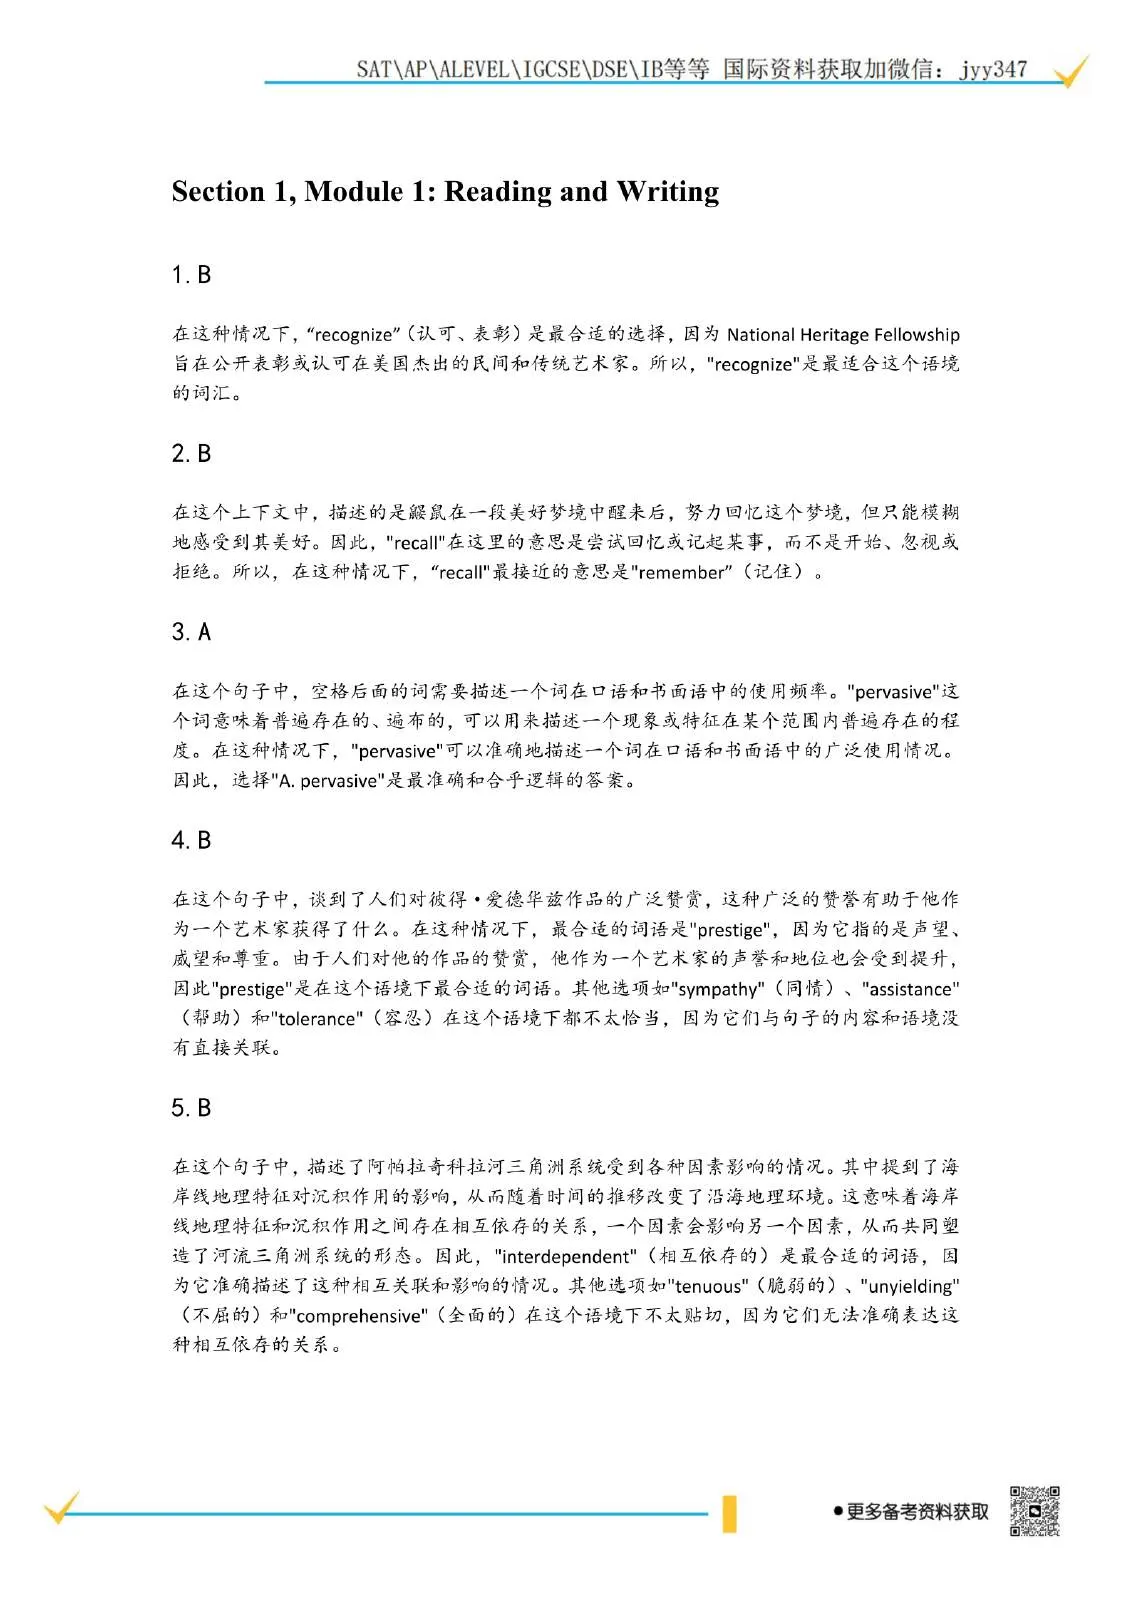 SAT\AP\ALEVEL\IGCSE\DSE\IB等等 国际资料获取加微信：jyy347
Section 1, Module 1: Reading and Writing
1. B
在这种情况下，“recognize”（认可、表彰）是最合适的选择，因为 National Heritage Fellowship
旨在公开表彰或认可在美国杰出的民间和传统艺术家。所以，"recognize"是最适合这个语境
的词汇。
2. B
在这个上下文中，描述的是鼹鼠在一段美好梦境中醒来后，努力回忆这个梦境，但只能模糊
地感受到其美好。因此，"recall"在这里的意思是尝试回忆或记起某事，而不是开始、忽视或
拒绝。所以，在这种情况下，“recall"最接近的意思是"remember”（记住）。
3. A
在这个句子中，空格后面的词需要描述一个词在口语和书面语中的使用频率。"pervasive"这
个词意味着普遍存在的、遍布的，可以用来描述一个现象或特征在某个范围内普遍存在的程
度。在这种情况下，"pervasive"可以准确地描述一个词在口语和书面语中的广泛使用情况。
因此，选择"A. pervasive"是最准确和合乎逻辑的答案。
4. B
在这个句子中，谈到了人们对彼得·爱德华兹作品的广泛赞赏，这种广泛的赞誉有助于他作
为一个艺术家获得了什么。在这种情况下，最合适的词语是"prestige"，因为它指的是声望、
威望和尊重。由于人们对他的作品的赞赏，他作为一个艺术家的声誉和地位也会受到提升，
因此"prestige"是在这个语境下最合适的词语。其他选项如"sympathy"（同情）、"assistance"
（帮助）和"tolerance"（容忍）在这个语境下都不太恰当，因为它们与句子的内容和语境没
有直接关联。
5. B
在这个句子中，描述了阿帕拉奇科拉河三角洲系统受到各种因素影响的情况。其中提到了海
岸线地理特征对沉积作用的影响，从而随着时间的推移改变了沿海地理环境。这意味着海岸
线地理特征和沉积作用之间存在相互依存的关系，一个因素会影响另一个因素，从而共同塑
造了河流三角洲系统的形态。因此，"interdependent"（相互依存的）是最合适的词语，因
为它准确描述了这种相互关联和影响的情况。其他选项如"tenuous"（脆弱的）、"unyielding"
（不屈的）和"comprehensive"（全面的）在这个语境下不太贴切，因为它们无法准确表达这
种相互依存的关系。
●更多备考资料获取